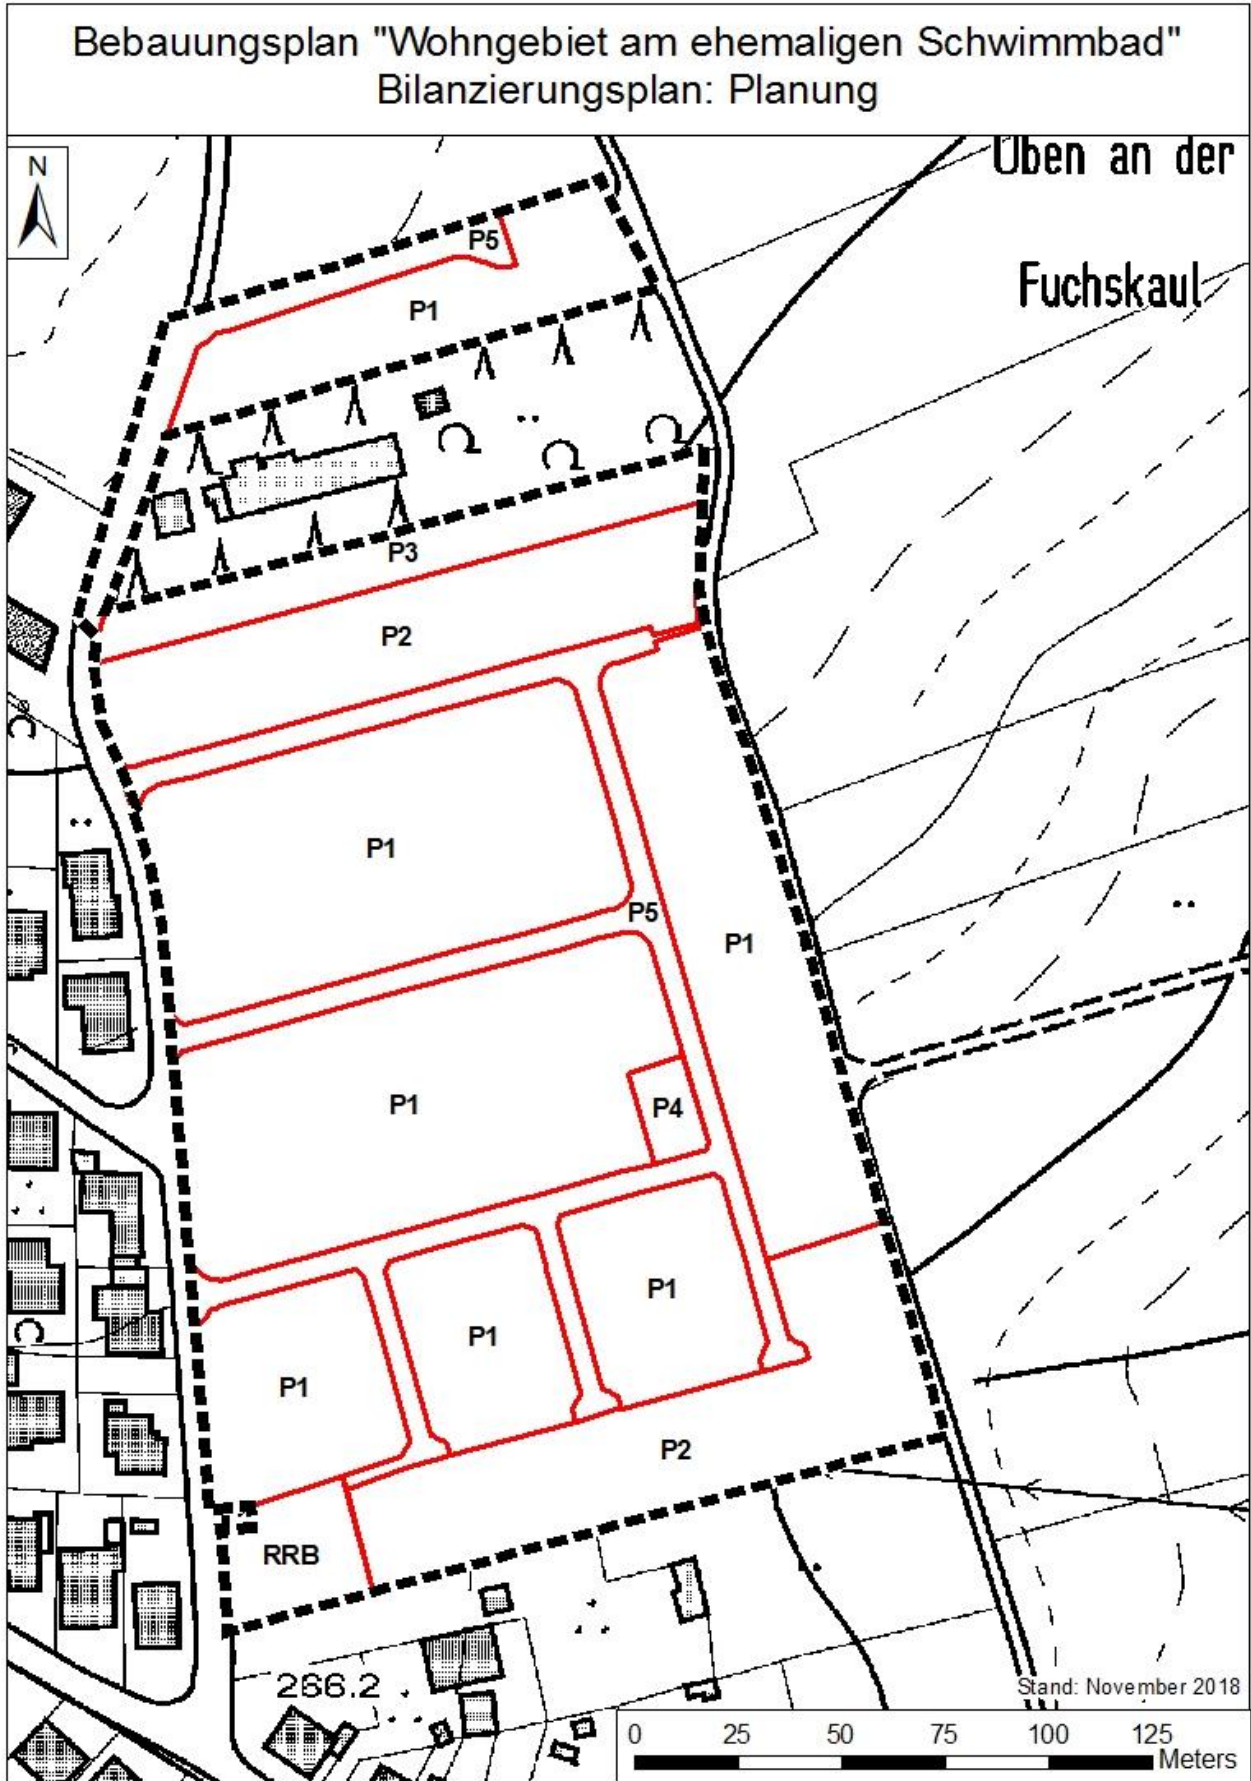 Bebauungsplan "Wohngebiet am ehemaligen Schwimmbad"
Bilanzierungsplan: Planung
N
Oben an der
Fuchskaul
P5
P1
P3
P2
P1
P5
P1
P1
P4
P1
P1
P1
P2
RRB
266.2
Stand: November 2018
0 25 50 75 100 125
Meters